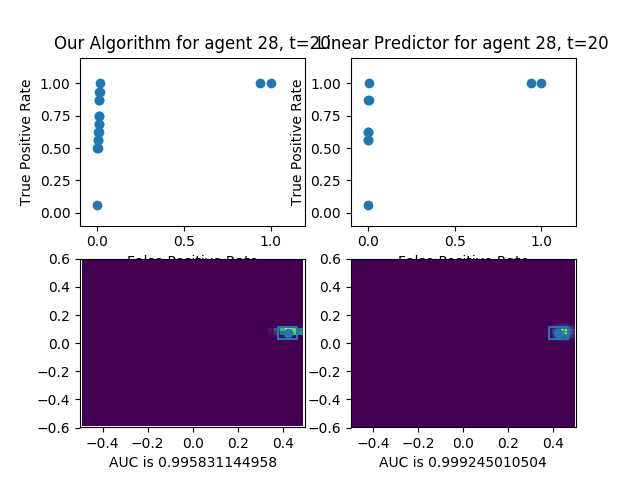 Our Algorithm for agent 28, t=20
Linear Predictor for agent 28, t=20
True Positive Rate
1.00
0.75
0.50
0.25
0.00
0.0 0.5 1.0
False Positive Rate
True Positive Rate
1.00
0.75
0.50
0.25
0.00
0.0 0.5 1.0
False Positive Rate
0.6
0.4
0.2
0.0
−0.2
−0.4
−0.6
−0.4 −0.2 0.0 0.2 0.4
AUC is 0.995831144958
0.6
0.4
0.2
0.0
−0.2
−0.4
−0.6
−0.4 −0.2 0.0 0.2 0.4
AUC is 0.999245010504